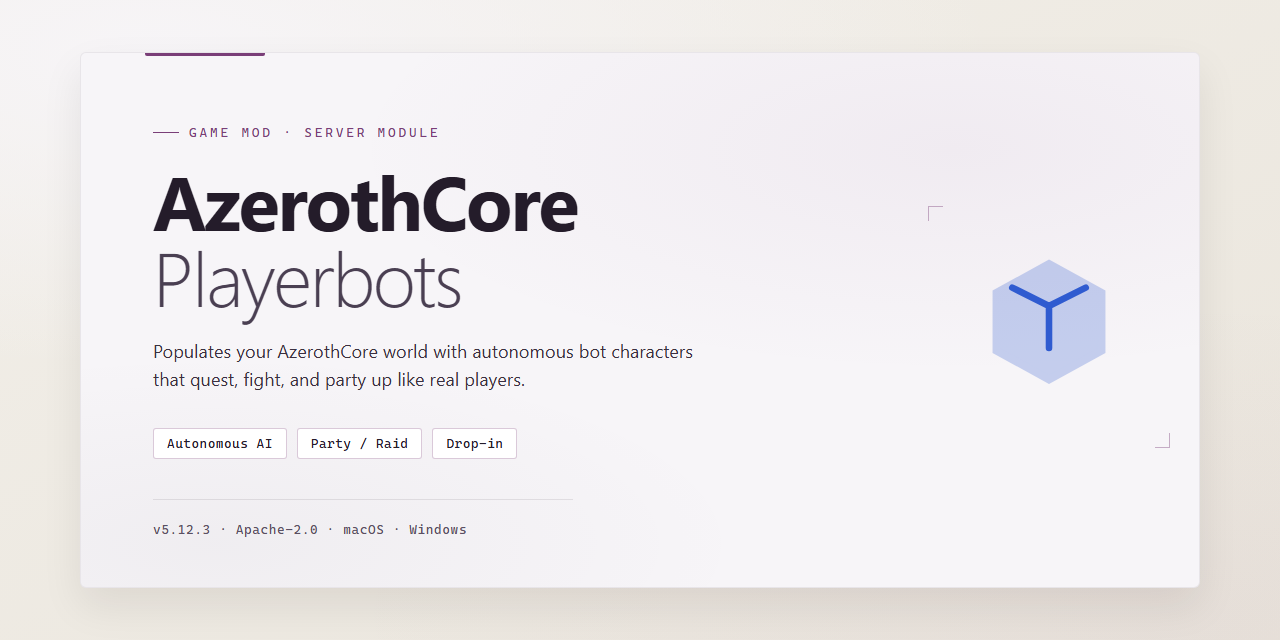 GAME MOD · SERVER MODULE
AzerothCore
Playerbots
Populates your AzerothCore world with autonomous bot characters
that quest, fight, and party up like real players.
Autonomous AI
Party / Raid
Drop-in
v5.12.3 · Apache-2.0 · macOS · Windows